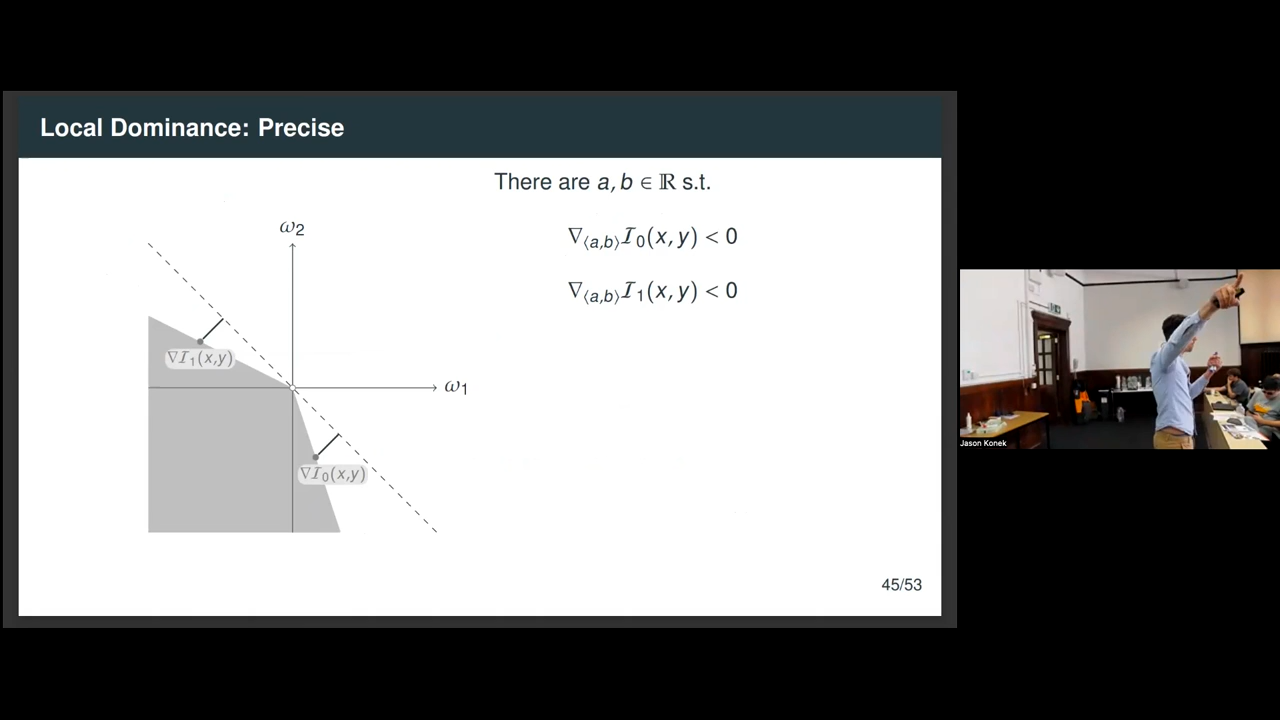 Local Dominance: Precise
There are a, b ∈ ℝ s.t.
∇⟨a,b⟩ℐ₀(x, y) < 0
∇⟨a,b⟩ℐ₁(x, y) < 0
ω₂
∇ℐ₁(x,y)
ω₁
∇ℐ₀(x,y)
45/53
Jason Konek